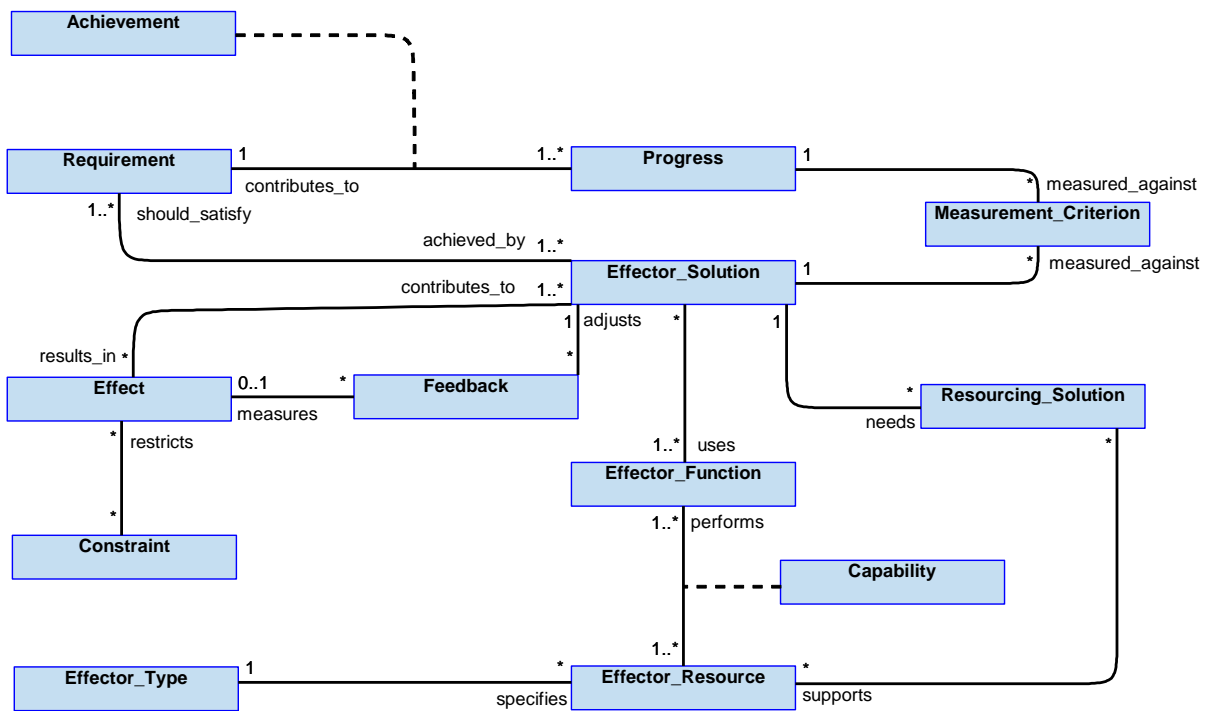 Achievement
Requirement
1
contributes_to
1..*
Progress
1
*
measured_against
Measurement_Criterion
1..*
should_satisfy
achieved_by
1..*
Effector_Solution
1
*
measured_against
contributes_to
1..*
results_in
*
Effect
0..1
measures
*
Feedback
1
adjusts
*
*
1
*
needs
Resourcing_Solution
*
restricts
*
Constraint
1..*
uses
Effector_Function
1..*
performs
Capability
*
1..*
Effector_Type
1
*
specifies
Effector_Resource
*
supports